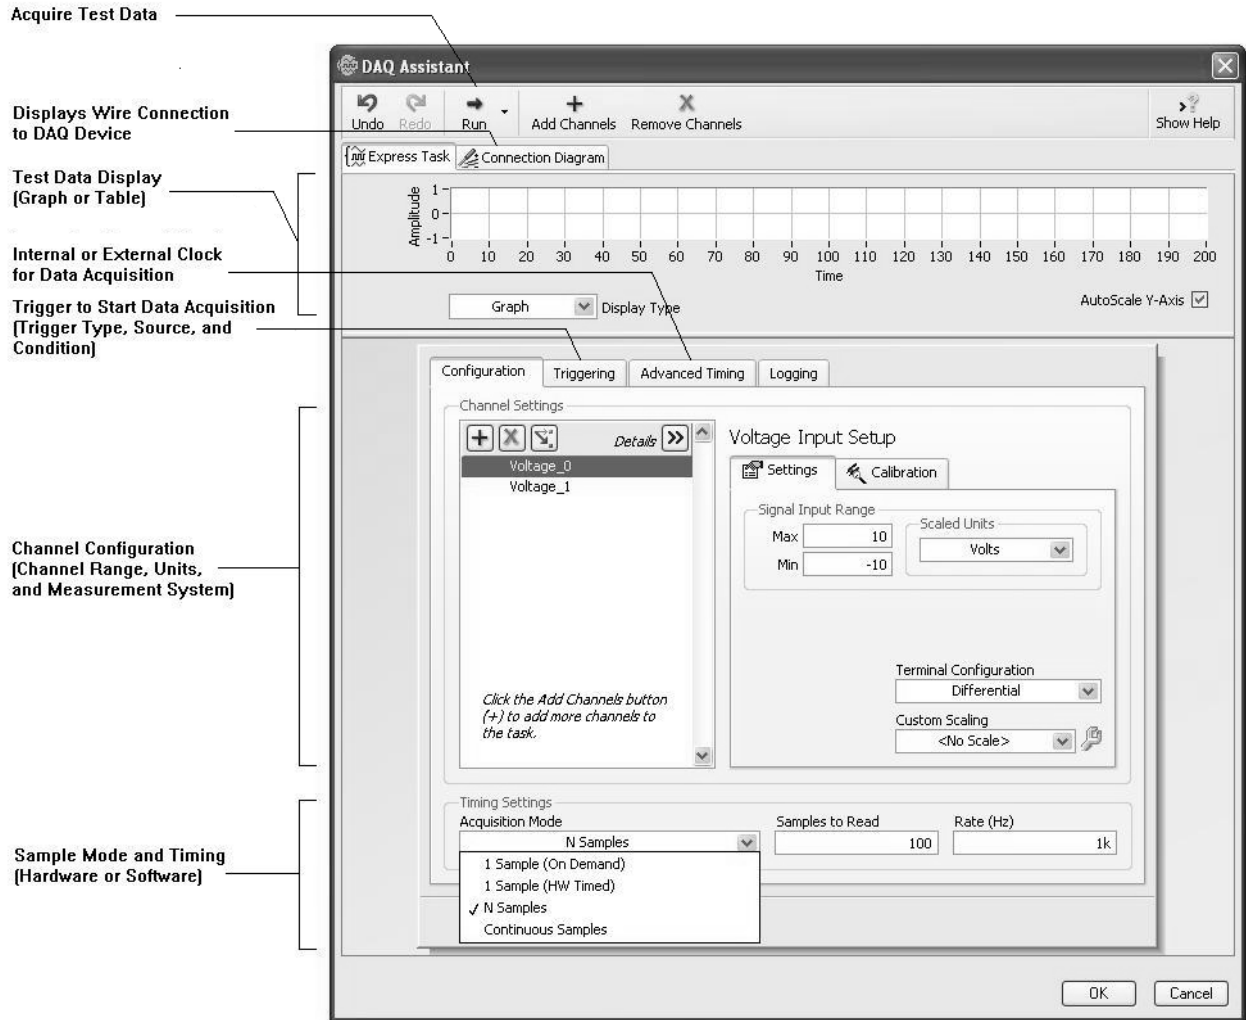 Acquire Test Data
Displays Wire Connection
to DAQ Device
Test Data Display
(Graph or Table)
Internal or External Clock
for Data Acquisition
Trigger to Start Data Acquisition
(Trigger Type, Source, and
Condition)
Channel Configuration
(Channel Range, Units,
and Measurement System)
Sample Mode and Timing
(Hardware or Software)
DAQ Assistant
Undo Redo Run Add Channels Remove Channels Show Help
Express Task Connection Diagram
Amplitude
1
0
-1
0 10 20 30 40 50 60 70 80 90 100 110 120 130 140 150 160 170 180 190 200
Time
Graph Display Type AutoScale Y-Axis
Configuration Triggering Advanced Timing Logging
Channel Settings
Details
Voltage_0
Voltage_1
Click the Add Channels button
(+) to add more channels to
the task.
Voltage Input Setup
Settings Calibration
Signal Input Range
Max 10
Min -10
Scaled Units
Volts
Terminal Configuration
Differential
Custom Scaling
<No Scale>
Timing Settings
Acquisition Mode Samples to Read Rate (Hz)
N Samples 100 1k
1 Sample (On Demand)
1 Sample (HW Timed)
N Samples
Continuous Samples
OK Cancel